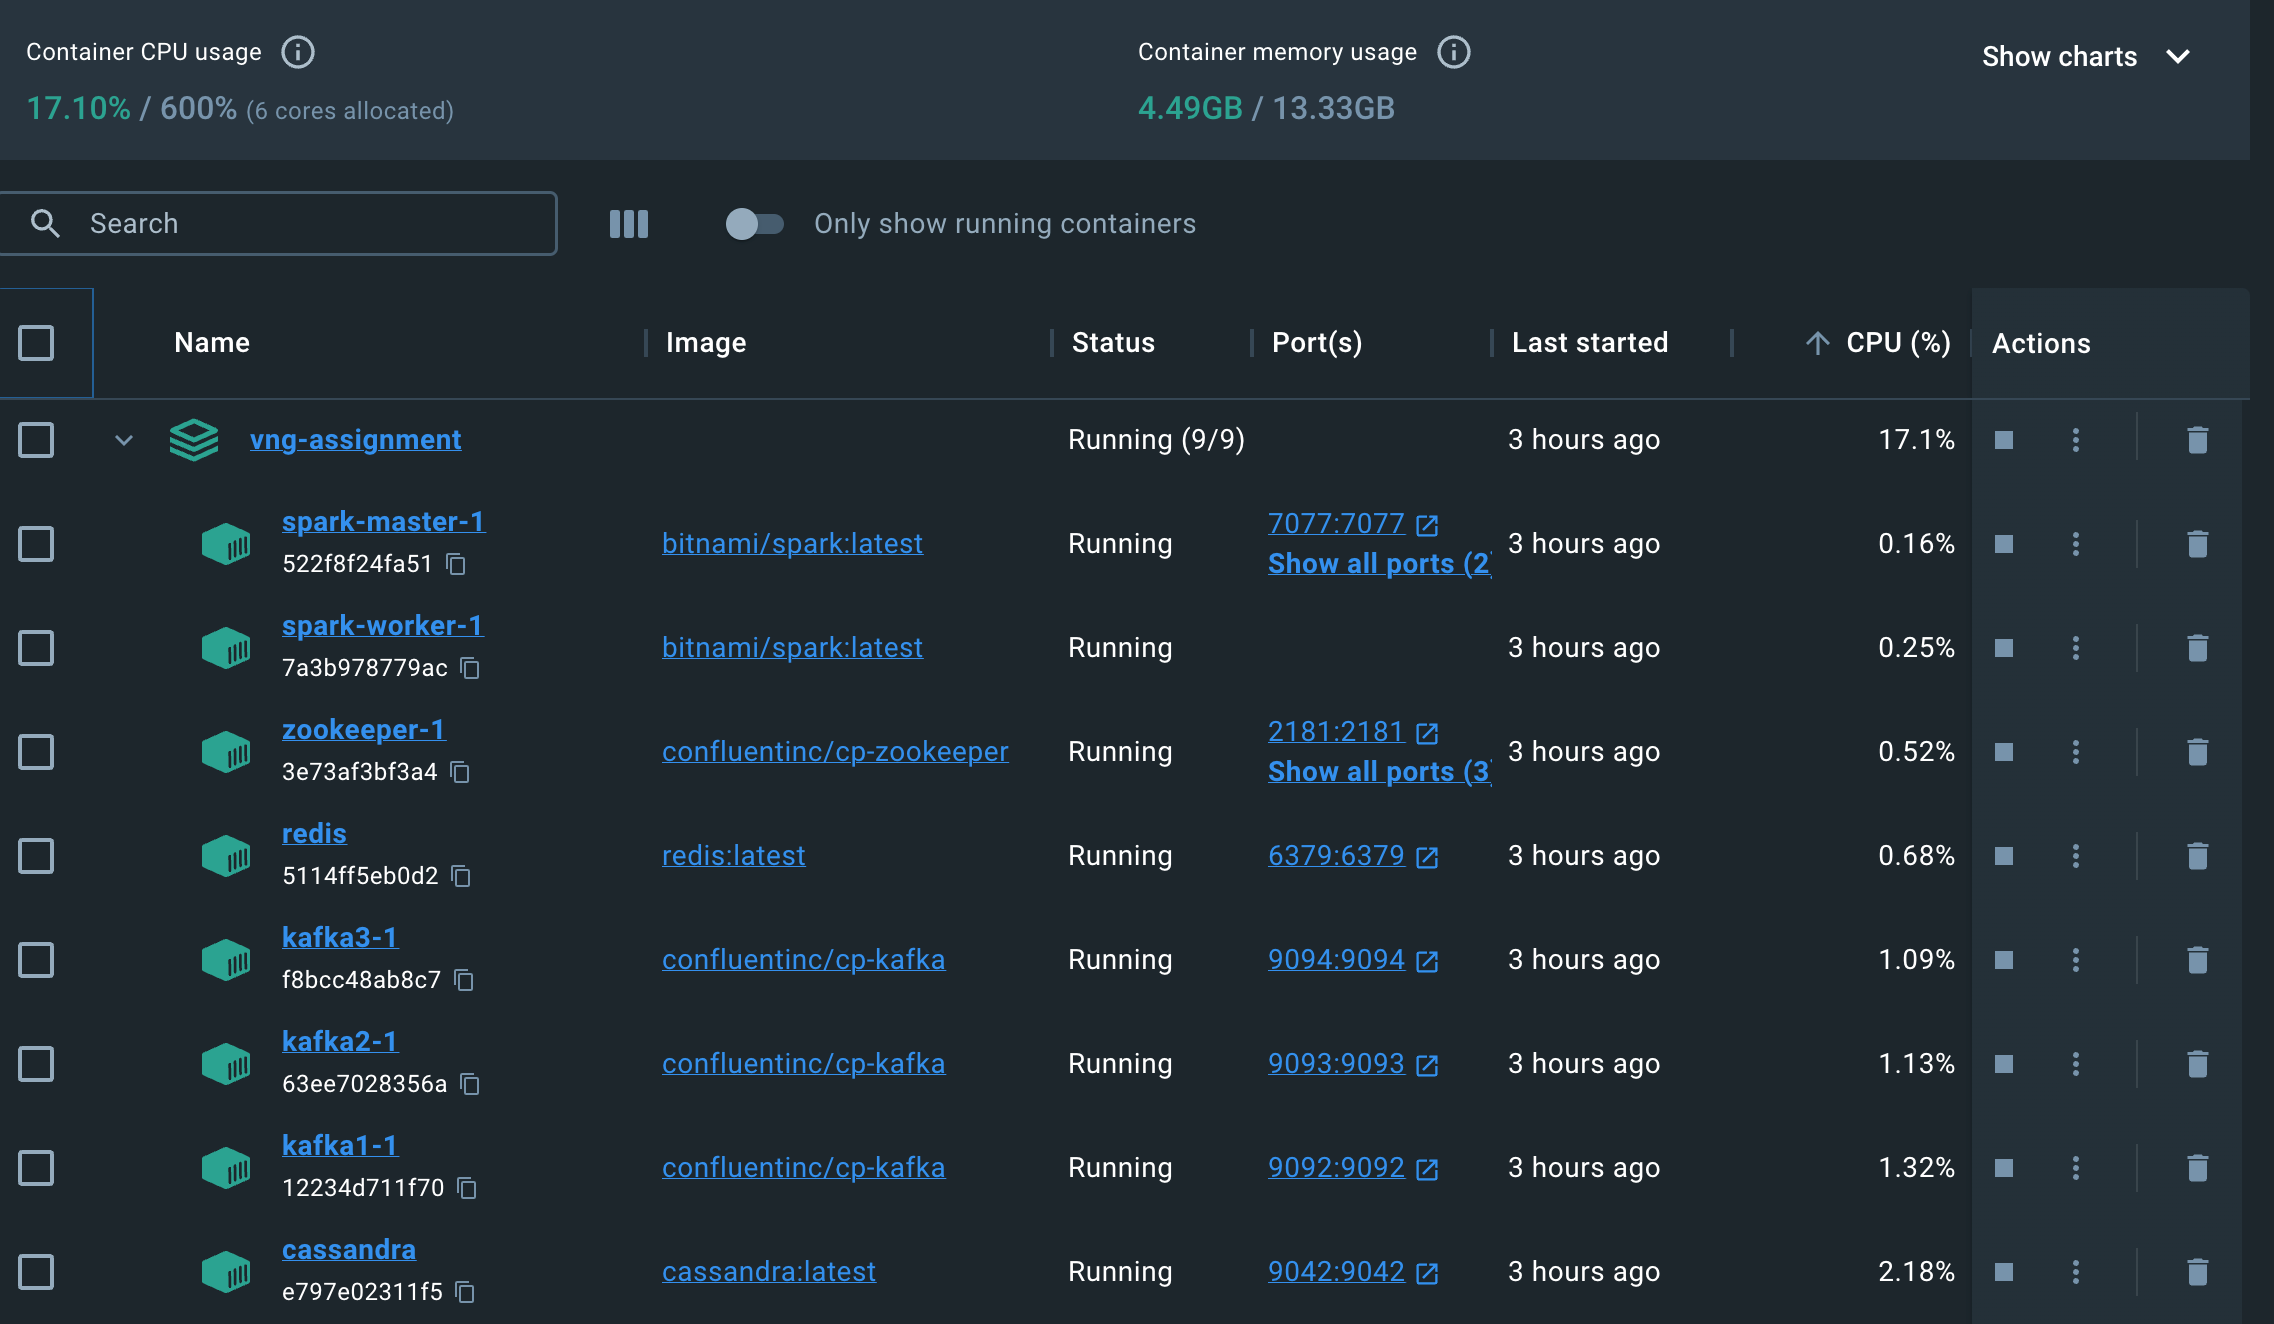 Container CPU usage
17.10% / 600% (6 cores allocated)
Container memory usage
4.49GB / 13.33GB
Show charts
Search
Only show running containers
Name Image Status Port(s) Last started CPU (%) Actions
vng-assignment Running (9/9) 3 hours ago 17.1%
spark-master-1
522f8f24fa51
bitnami/spark:latest Running
7077:7077
Show all ports (2)
3 hours ago 0.16%
spark-worker-1
7a3b978779ac
bitnami/spark:latest Running 3 hours ago 0.25%
zookeeper-1
3e73af3bf3a4
confluentinc/cp-zookeeper Running
2181:2181
Show all ports (3)
3 hours ago 0.52%
redis
5114ff5eb0d2
redis:latest Running 6379:6379 3 hours ago 0.68%
kafka3-1
f8bcc48ab8c7
confluentinc/cp-kafka Running 9094:9094 3 hours ago 1.09%
kafka2-1
63ee7028356a
confluentinc/cp-kafka Running 9093:9093 3 hours ago 1.13%
kafka1-1
12234d711f70
confluentinc/cp-kafka Running 9092:9092 3 hours ago 1.32%
cassandra
e797e02311f5
cassandra:latest Running 9042:9042 3 hours ago 2.18%